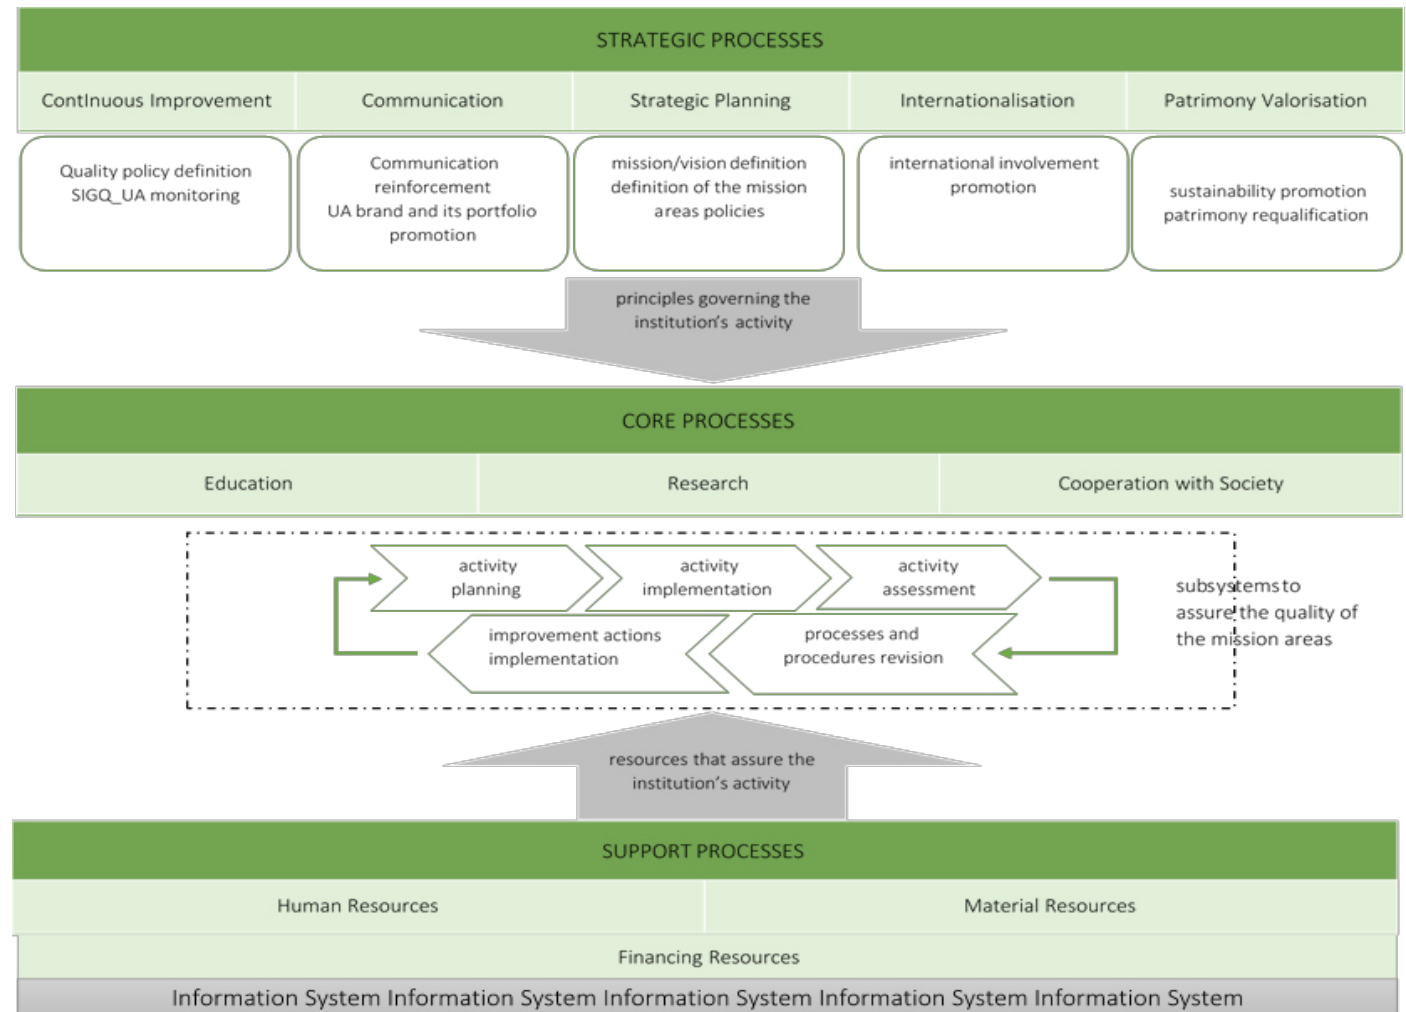 STRATEGIC PROCESSES
ContInuous Improvement
Communication
Strategic Planning
Internationalisation
Patrimony Valorisation
Quality policy definition
SIGQ_UA monitoring
Communication
reinforcement
UA brand and its portfolio
promotion
mission/vision definition
definition of the mission
areas policies
international involvement
promotion
sustainability promotion
patrimony requalification
principles governing the
institution's activity
CORE PROCESSES
Education
Research
Cooperation with Society
activity
planning
activity
implementation
activity
assessment
subsystems to
assure the quality of
the mission areas
improvement actions
implementation
processes and
procedures revision
resources that assure the
institution's activity
SUPPORT PROCESSES
Human Resources
Material Resources
Financing Resources
Information System Information System Information System Information System Information System